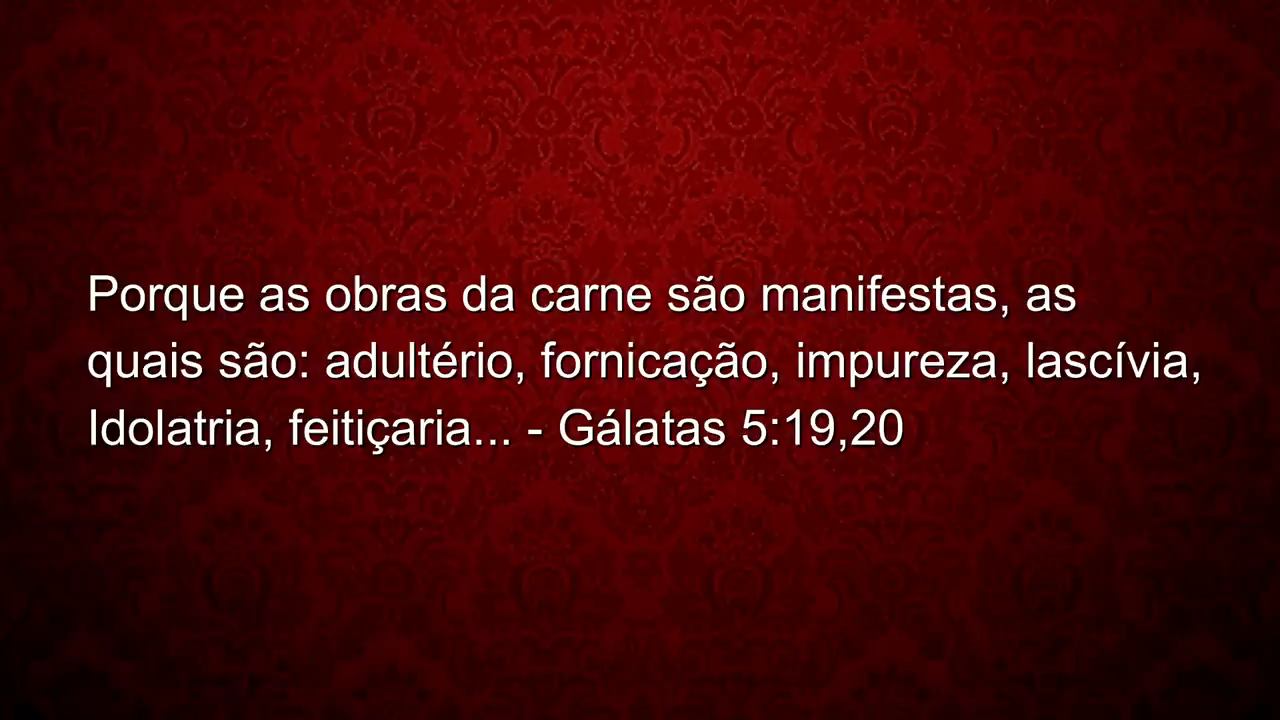 Porque as obras da carne são manifestas, as
quais são: adultério, fornicação, impureza, lascívia,
Idolatria, feitiçaria... - Gálatas 5:19,20